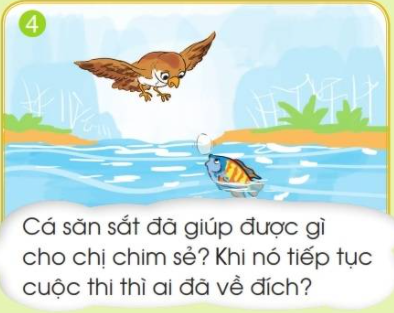 4
Cá săn sắt đã giúp được gì
cho chị chim sẻ? Khi nó tiếp tục
cuộc thi thì ai đã về đích?